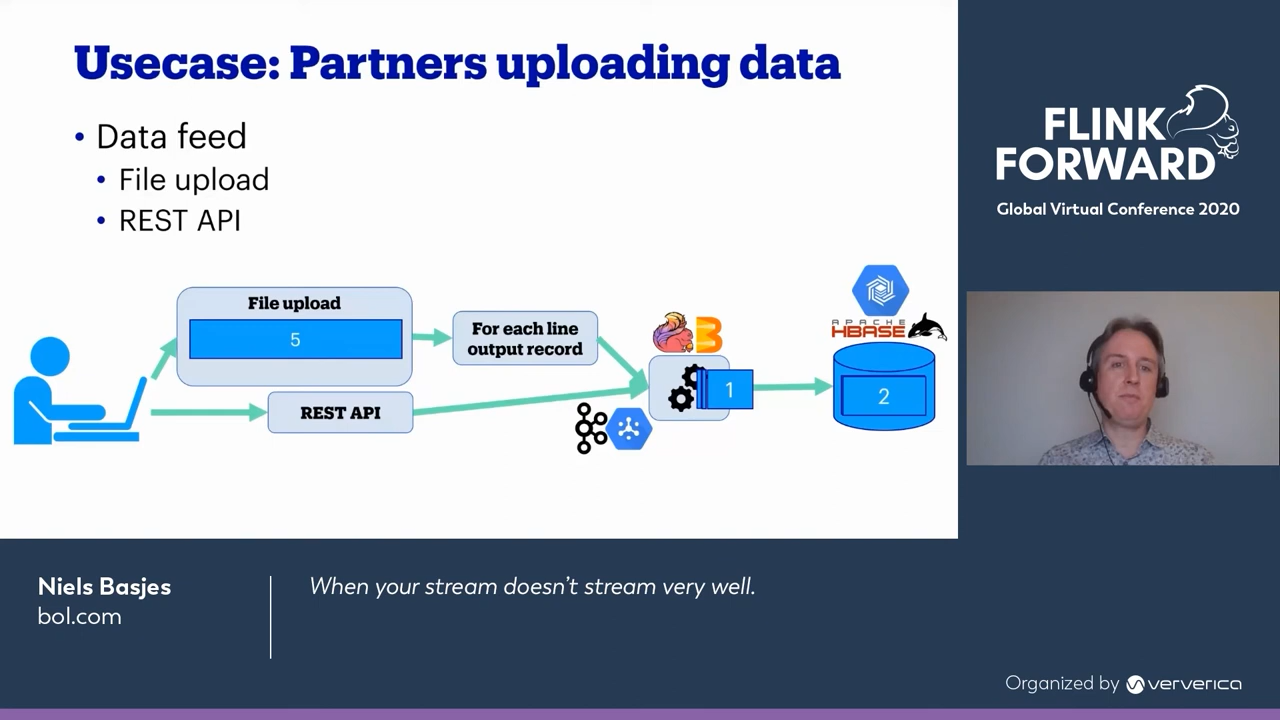 Usecase: Partners uploading data
• Data feed
• File upload
• REST API
File upload
5
For each line
output record
REST API
1
APACHE
HBASE
2
FLINK
FORWARD
Global Virtual Conference 2020
Niels Basjes
bol.com
When your stream doesn't stream very well.
Organized by ververica